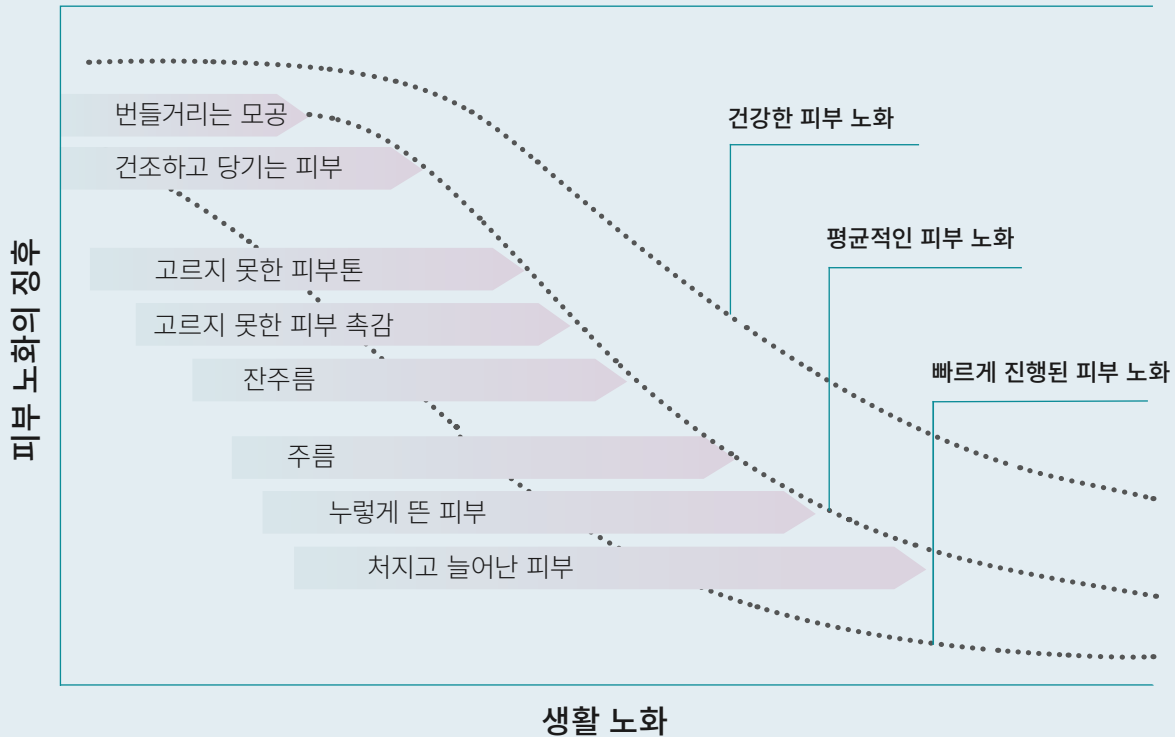 번들거리는 모공
건조하고 당기는 피부
고르지 못한 피부톤
고르지 못한 피부 촉감
잔주름
주름
누렇게 뜬 피부
처지고 늘어난 피부
건강한 피부 노화
평균적인 피부 노화
빠르게 진행된 피부 노화
피부 노화의 징후
생활 노화